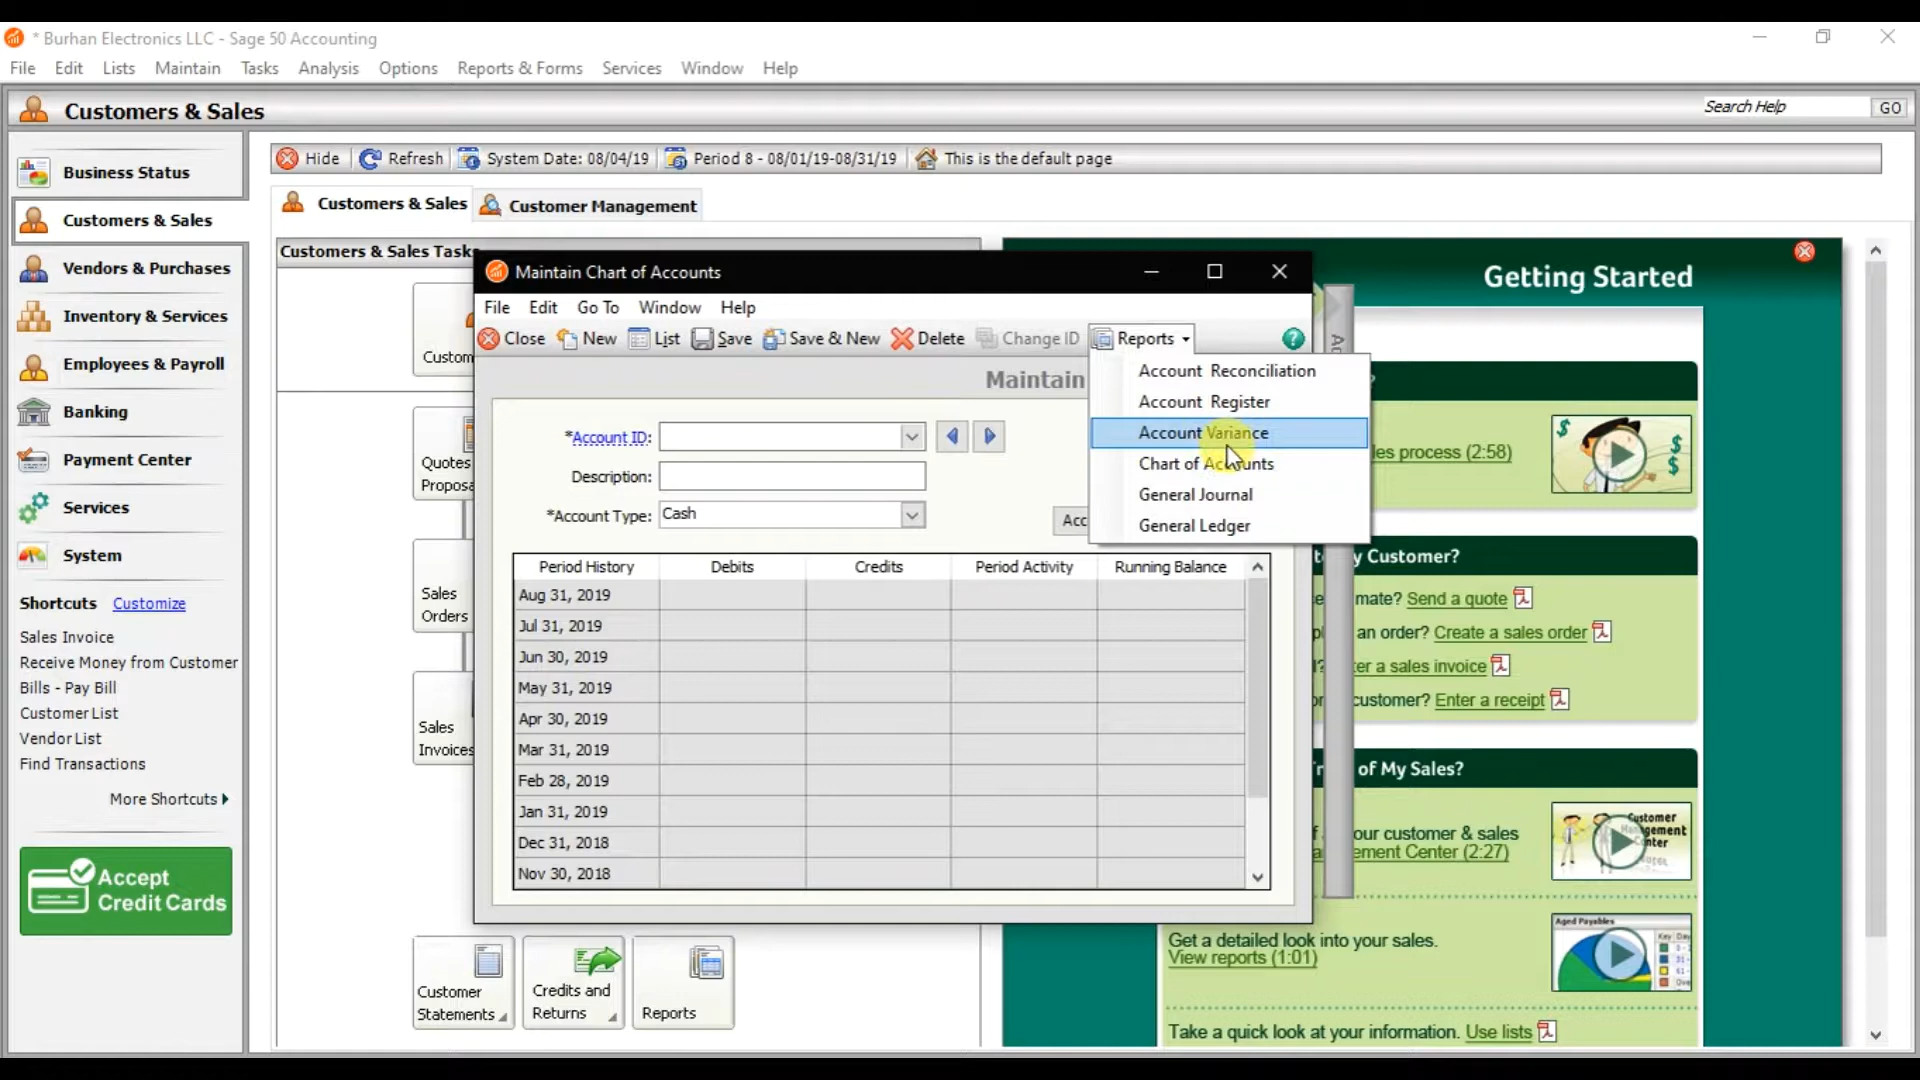 * Burhan Electronics LLC - Sage 50 Accounting
File Edit Lists Maintain Tasks Analysis Options Reports & Forms Services Window Help
Customers & Sales
Search Help GO
Business Status
Customers & Sales
Vendors & Purchases
Inventory & Services
Employees & Payroll
Banking
Payment Center
Services
System
Shortcuts Customize
Sales Invoice
Receive Money from Customer
Bills - Pay Bill
Customer List
Vendor List
Find Transactions
More Shortcuts
Accept
Credit Cards
Hide Refresh System Date: 08/04/19 Period 8 - 08/01/19-08/31/19 This is the default page
Customers & Sales Customer Management
Customers & Sales Tasks
Custom
Quotes
Propos
Sales
Orders
Sales
Invoices
Customer
Statements
Credits and
Returns
Reports
Maintain Chart of Accounts
File Edit Go To Window Help
Close New List Save Save & New Delete Change ID Reports
Maintain
*Account ID:
Description:
*Account Type: Cash
Acc
Account Reconciliation
Account Register
Account Variance
Chart of Accounts
General Journal
General Ledger
Period History Debits Credits Period Activity Running Balance
Aug 31, 2019
Jul 31, 2019
Jun 30, 2019
May 31, 2019
Apr 30, 2019
Mar 31, 2019
Feb 28, 2019
Jan 31, 2019
Dec 31, 2018
Nov 30, 2018
Getting Started
?
les process (2:58)
y Customer?
mate? Send a quote
an order? Create a sales order
er a sales invoice
customer? Enter a receipt
of My Sales?
our customer & sales
ement Center (2:27)
Customer
Get a detailed look into your sales.
View reports (1:01)
Aged Payables
Take a quick look at your information. Use lists